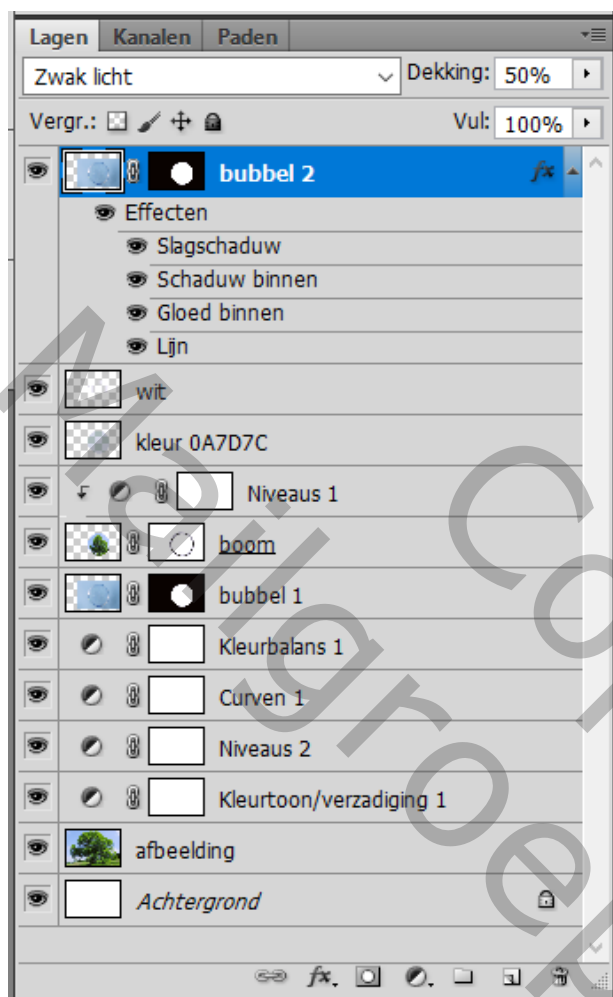 Lagen Kanalen Paden
Zwak licht Dekking: 50%
Vergr.: Vul: 100%
bubbel 2 fx
Effecten
Slagschaduw
Schaduw binnen
Gloed binnen
Lijn
wit
kleur 0A7D7C
Niveaus 1
boom
bubbel 1
Kleurbalans 1
Curven 1
Niveaus 2
Kleurtoon/verzadiging 1
afbeelding
Achtergrond
fx.